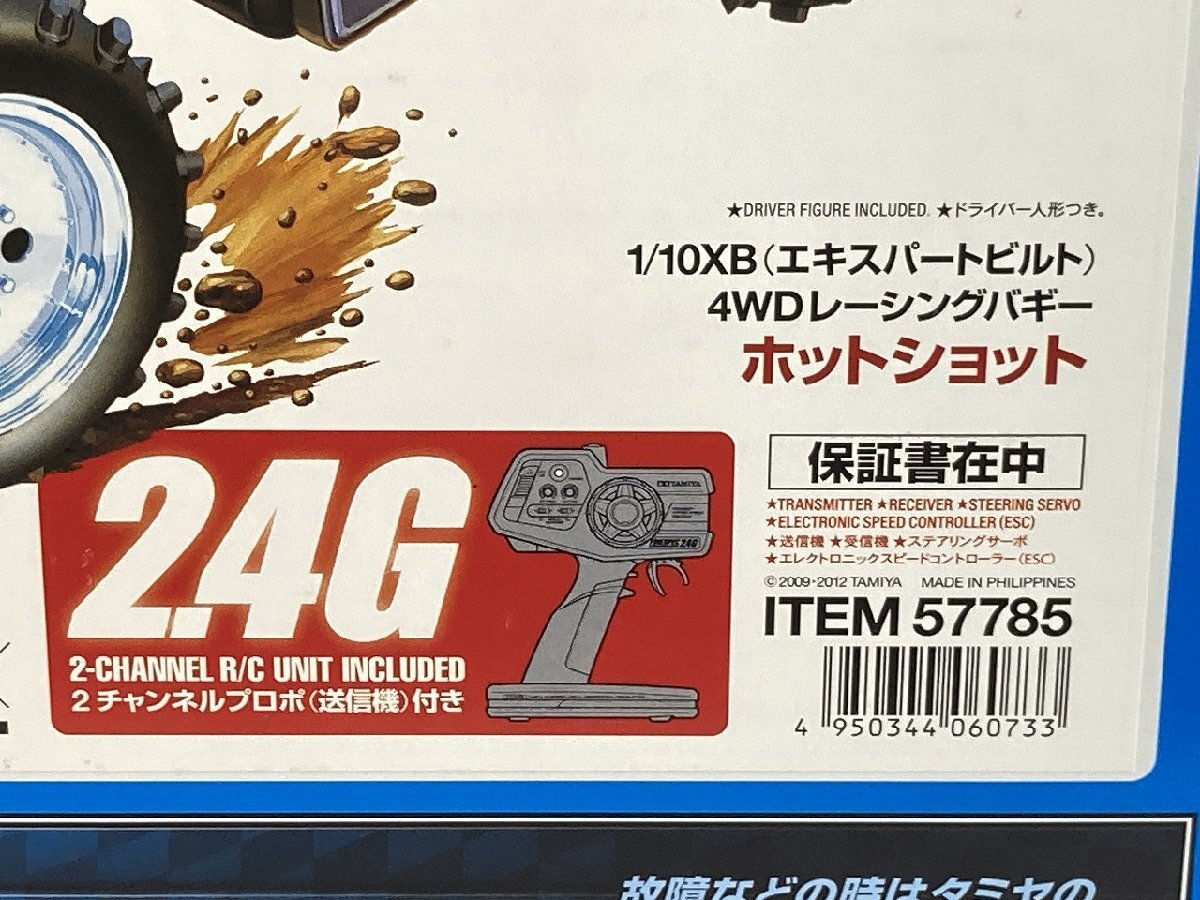 ★DRIVER FIGURE INCLUDED. ★ドライバー人形つき。
1/10XB(エキスパートビルト)
4WDレーシングバギー
ホットショット
2.4G
2-CHANNEL R/C UNIT INCLUDED
2チャンネルプロポ(送信機)付き
TAMIYA
保証書在中
★TRANSMITTER ★RECEIVER ★STEERING SERVO
★ELECTRONIC SPEED CONTROLLER (ESC)
★送信機 ★受信機 ★ステアリングサーボ
★エレクトロニックスピードコントローラー(ESC)
©2009・2012 TAMIYA MADE IN PHILIPPINES
ITEM 57785
4 950344 060733
故障などの時はタミヤの